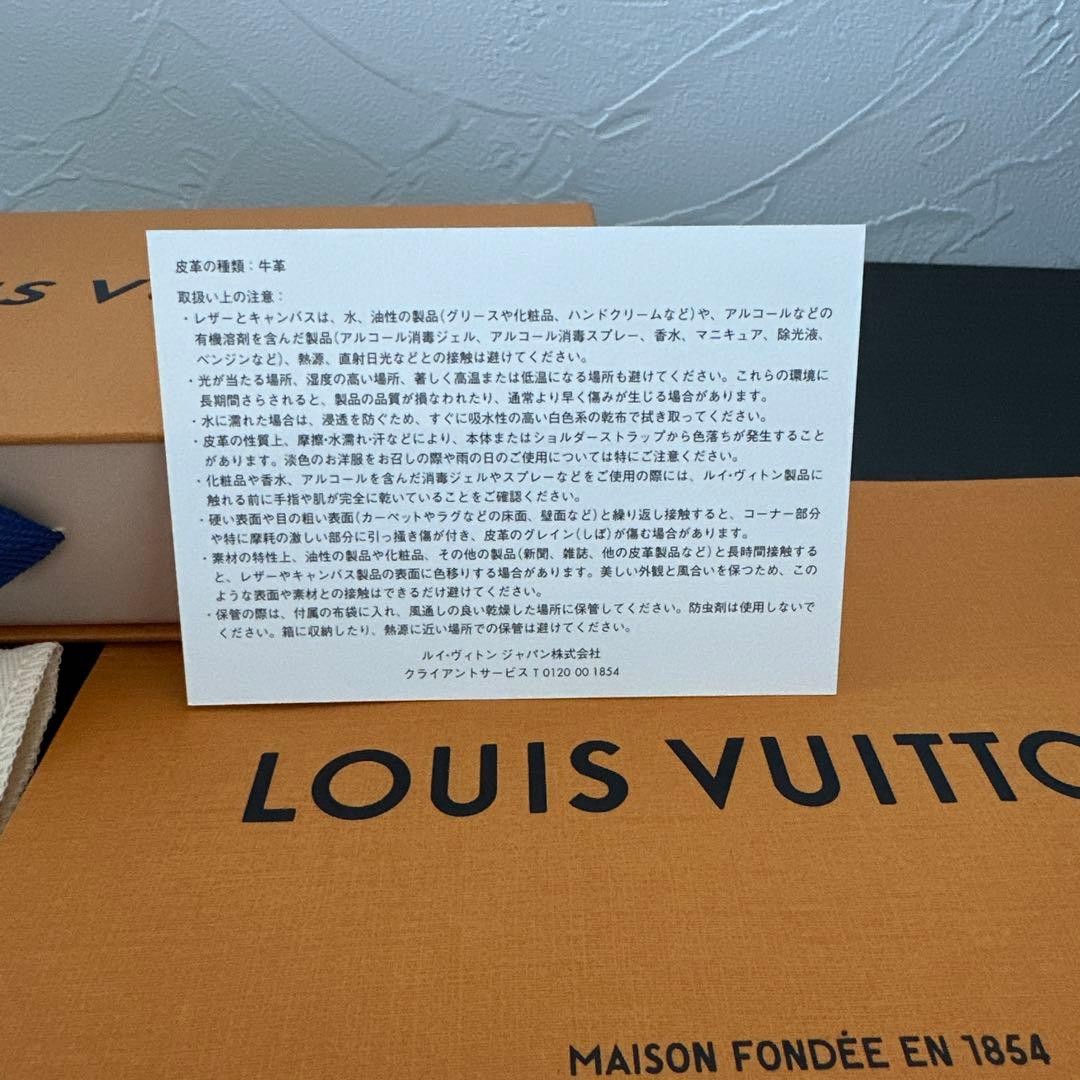 皮革の種類：牛革
取扱い上の注意：
・レザーとキャンバスは、水、油性の製品(グリースや化粧品、ハンドクリームなど)や、アルコールなどの
有機溶剤を含んだ製品(アルコール消毒ジェル、アルコール消毒スプレー、香水、マニキュア、除光液、
ベンジンなど)、熱源、直射日光などとの接触は避けてください。
・光が当たる場所、湿度の高い場所、著しく高温または低温になる場所も避けてください。これらの環境に
長期間さらされると、製品の品質が損なわれたり、通常より早く傷みが生じる場合があります。
・水に濡れた場合は、浸透を防ぐため、すぐに吸水性の高い白色系の乾布で拭き取ってください。
・皮革の性質上、摩擦・水濡れ・汗などにより、本体またはショルダーストラップから色落ちが発生すること
があります。淡色のお洋服をお召しの際や雨の日のご使用については特にご注意ください。
・化粧品や香水、アルコールを含んだ消毒ジェルやスプレーなどをご使用の際には、ルイ・ヴィトン製品に
触れる前に手指や肌が完全に乾いていることをご確認ください。
・硬い表面や目の粗い表面(カーペットやラグなどの床面、壁面など)と繰り返し接触すると、コーナー部分
や特に摩耗の激しい部分に引っ掻き傷が付き、皮革のグレイン(しぼ)が傷む場合があります。
・素材の特性上、油性の製品や化粧品、その他の製品(新聞、雑誌、他の皮革製品など)と長時間接触する
と、レザーやキャンバス製品の表面に色移りする場合があります。美しい外観と風合いを保つため、この
ような表面や素材との接触はできるだけ避けてください。
・保管の際は、付属の布袋に入れ、風通しの良い乾燥した場所に保管してください。防虫剤は使用しないで
ください。箱に収納したり、熱源に近い場所での保管は避けてください。
ルイ・ヴィトン ジャパン株式会社
クライアントサービス T 0120 00 1854
LOUIS VUITTO
MAISON FONDÉE EN 1854